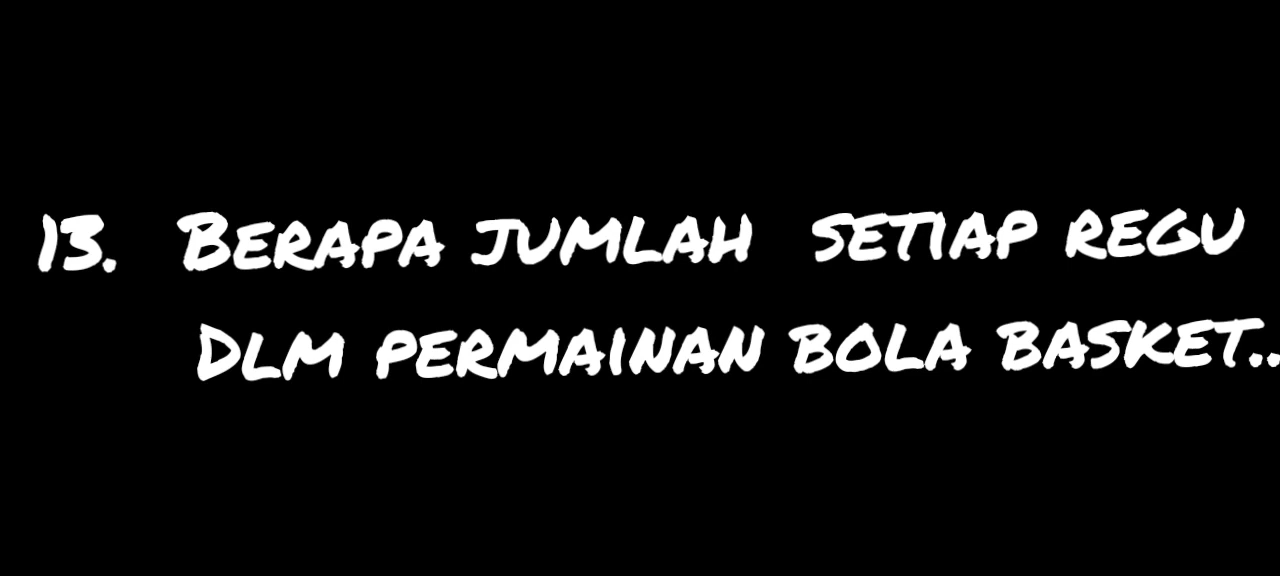 13. BERAPA JUMLAH SETIAP REGU
DLM PERMAINAN BOLA BASKET..